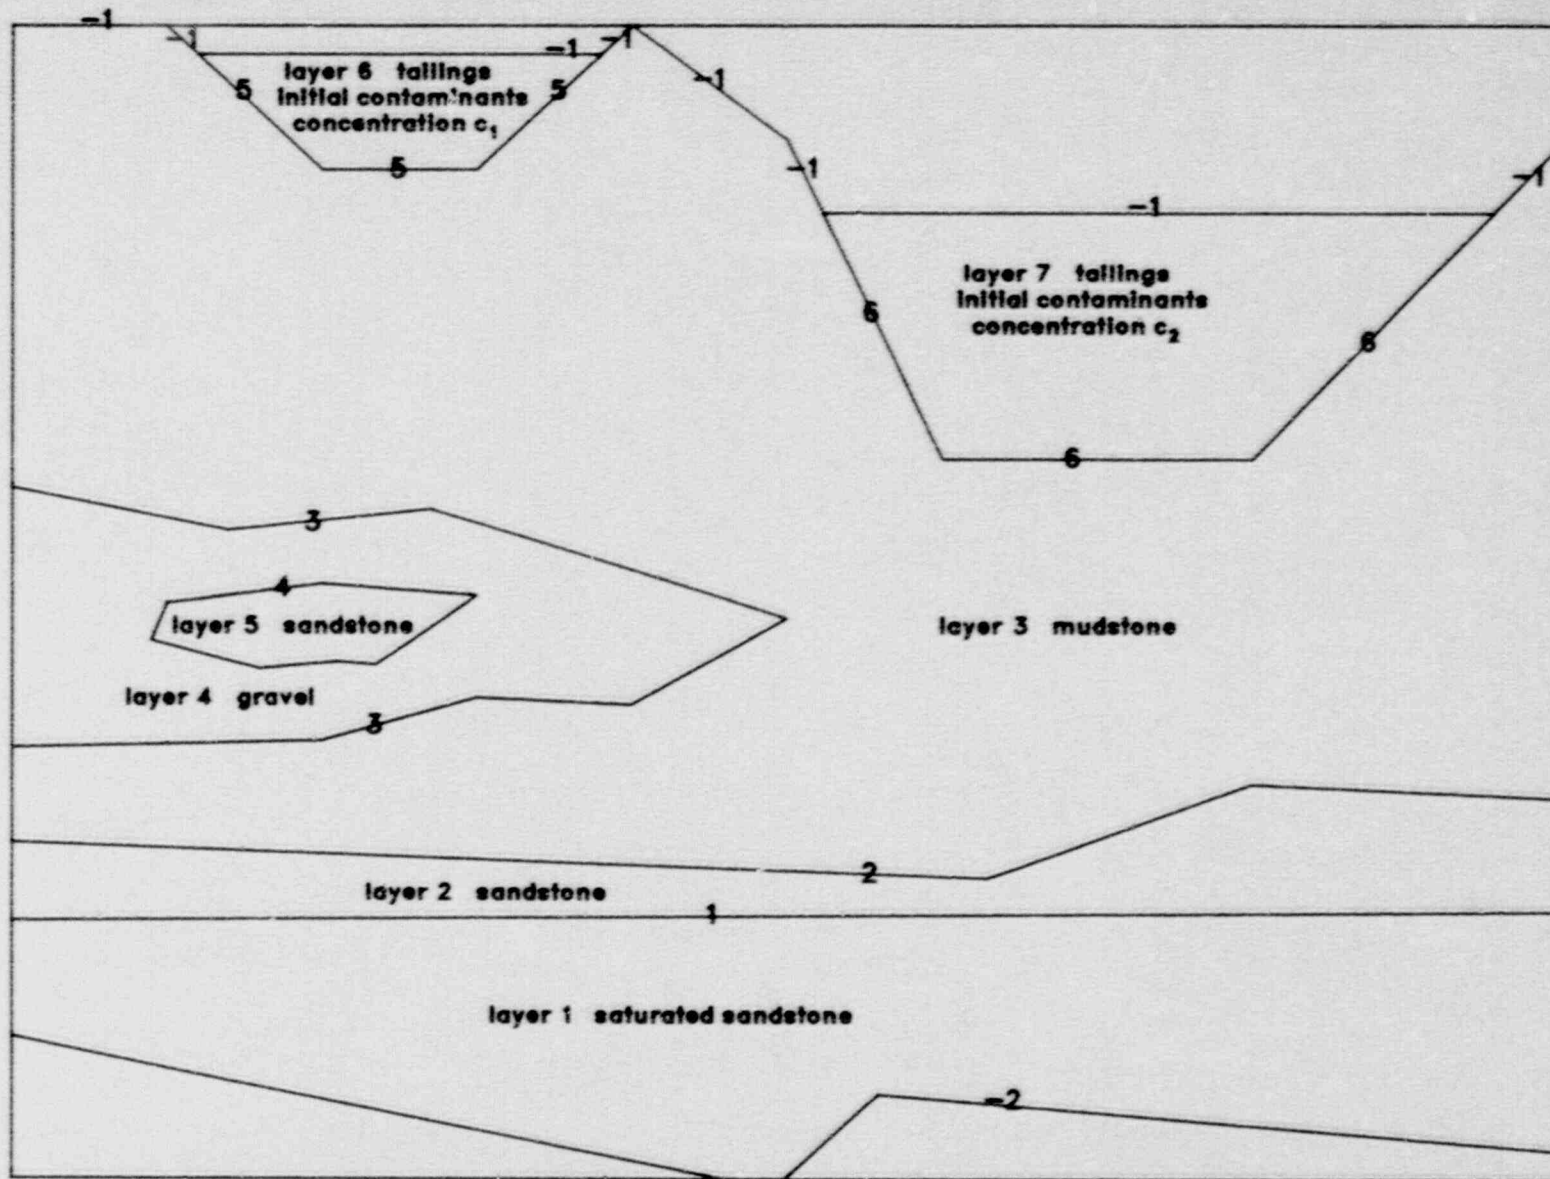 -1
-1
-1
-1
layer 6 tailings
initial contaminants
concentration c₁
5
5
5
-1
-1
-1
-1
layer 7 tailings
initial contaminants
concentration c₂
6
6
6
3
4
layer 5 sandstone
layer 3 mudstone
layer 4 gravel
3
2
layer 2 sandstone
1
layer 1 saturated sandstone
-2